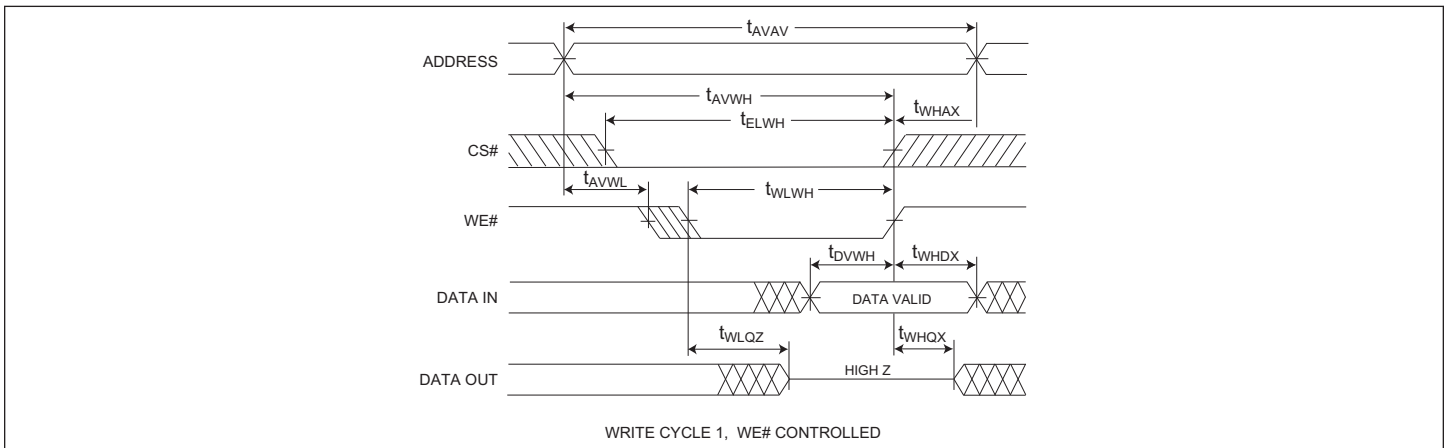 tAVAV
ADDRESS
tAVWH
tWHAX
tELWH
CS#
tAVWL
tWLWH
WE#
tDVWH
tWHDX
DATA IN
DATA VALID
tWLQZ
tWHQX
HIGH Z
DATA OUT
WRITE CYCLE 1, WE# CONTROLLED